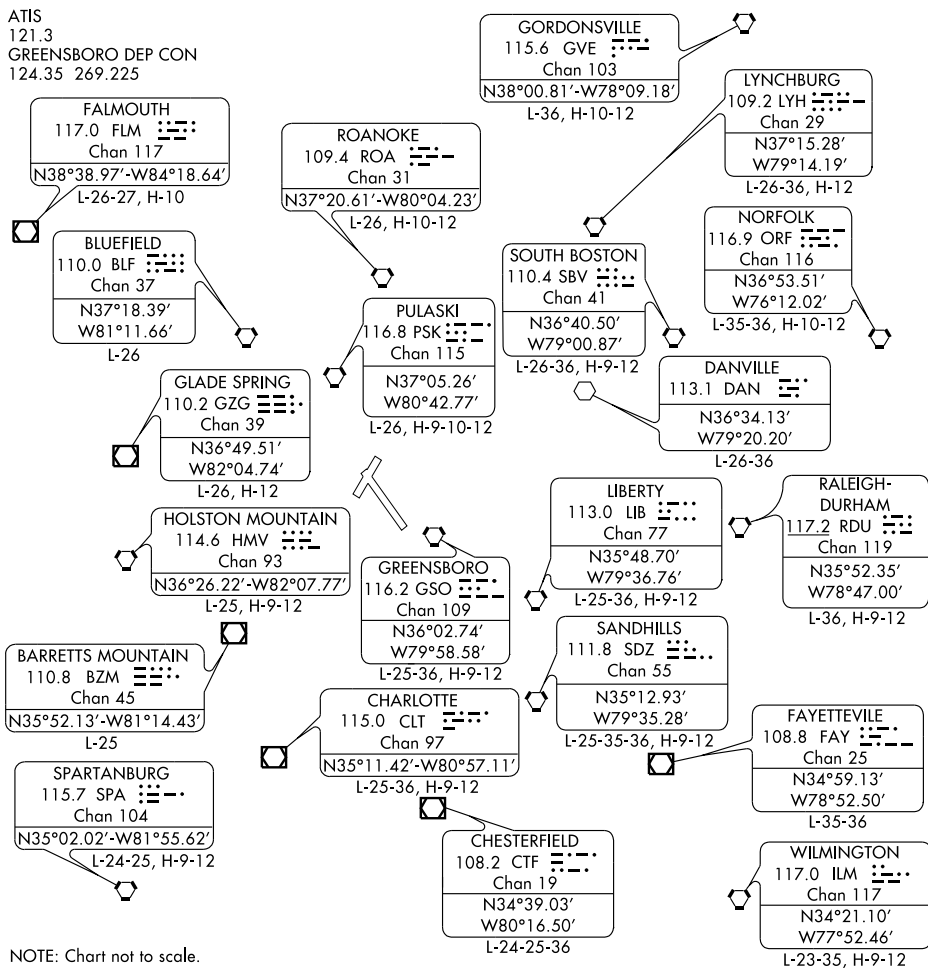 ATIS
121.3
GREENSBORO DEP CON
124.35 269.225
GORDONSVILLE
115.6 GVE
Chan 103
N38°00.81′-W78°09.18′
L-36, H-10-12
LYNCHBURG
109.2 LYH
Chan 29
N37°15.28′
W79°14.19′
L-26-36, H-12
FALMOUTH
117.0 FLM
Chan 117
N38°38.97′-W84°18.64′
L-26-27, H-10
ROANOKE
109.4 ROA
Chan 31
N37°20.61′-W80°04.23′
L-26, H-10-12
NORFOLK
116.9 ORF
Chan 116
N36°53.51′
W76°12.02′
L-35-36, H-10-12
BLUEFIELD
110.0 BLF
Chan 37
N37°18.39′
W81°11.66′
L-26
SOUTH BOSTON
110.4 SBV
Chan 41
N36°40.50′
W79°00.87′
L-26-36, H-9-12
PULASKI
116.8 PSK
Chan 115
N37°05.26′
W80°42.77′
L-26, H-9-10-12
DANVILLE
113.1 DAN
N36°34.13′
W79°20.20′
L-26-36
GLADE SPRING
110.2 GZG
Chan 39
N36°49.51′
W82°04.74′
L-26, H-12
LIBERTY
113.0 LIB
Chan 77
N35°48.70′
W79°36.76′
L-25-36, H-9-12
RALEIGH-
DURHAM
117.2 RDU
Chan 119
N35°52.35′
W78°47.00′
L-36, H-9-12
HOLSTON MOUNTAIN
114.6 HMV
Chan 93
N36°26.22′-W82°07.77′
L-25, H-9-12
GREENSBORO
116.2 GSO
Chan 109
N36°02.74′
W79°58.58′
L-25-36, H-9-12
SANDHILLS
111.8 SDZ
Chan 55
N35°12.93′
W79°35.28′
L-25-35-36, H-9-12
BARRETTS MOUNTAIN
110.8 BZM
Chan 45
N35°52.13′-W81°14.43′
L-25
CHARLOTTE
115.0 CLT
Chan 97
N35°11.42′-W80°57.11′
L-25-36, H-9-12
FAYETTEVILE
108.8 FAY
Chan 25
N34°59.13′
W78°52.50′
L-35-36
SPARTANBURG
115.7 SPA
Chan 104
N35°02.02′-W81°55.62′
L-24-25, H-9-12
CHESTERFIELD
108.2 CTF
Chan 19
N34°39.03′
W80°16.50′
L-24-25-36
WILMINGTON
117.0 ILM
Chan 117
N34°21.10′
W77°52.46′
L-23-35, H-9-12
NOTE: Chart not to scale.